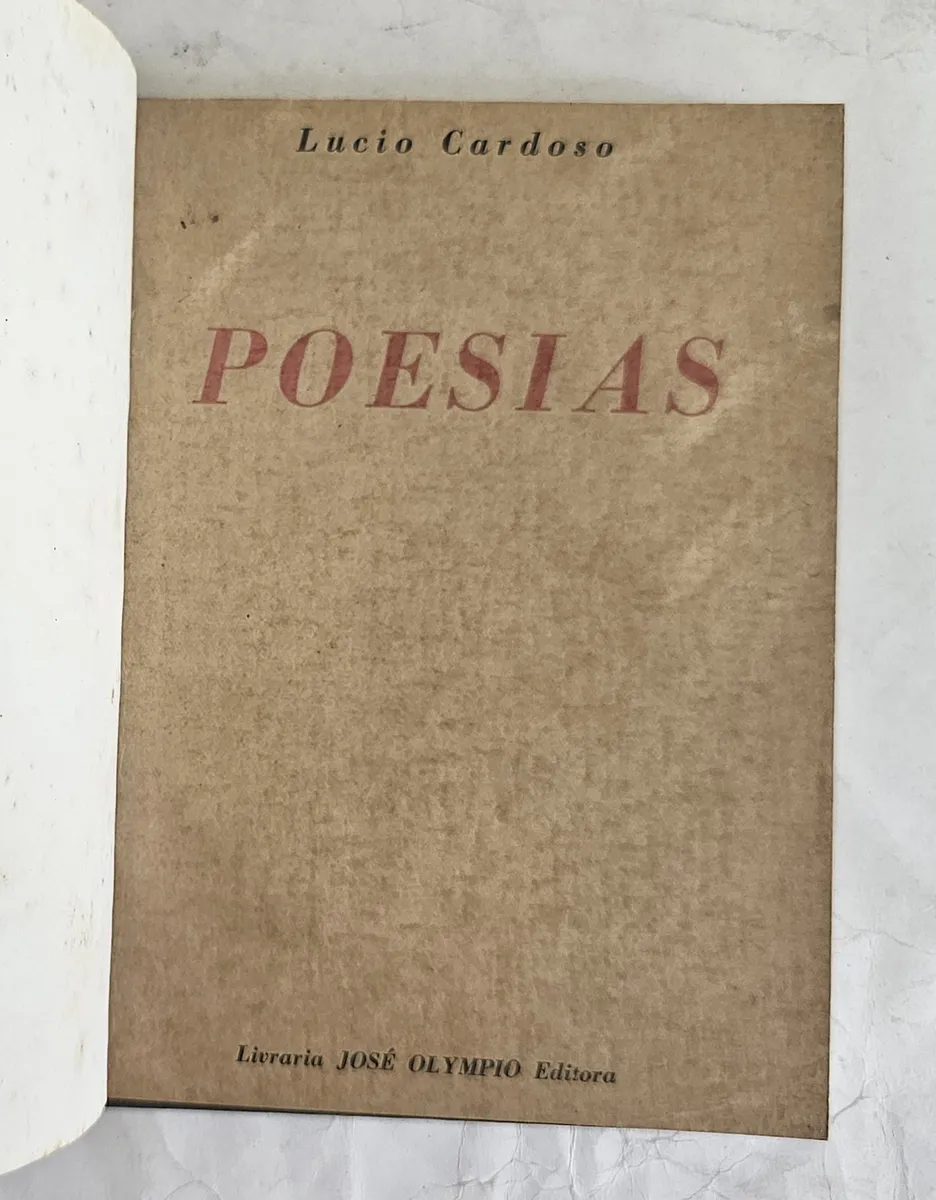 Lucio Cardoso
POESIAS
Livraria JOSÉ OLYMPIO Editora